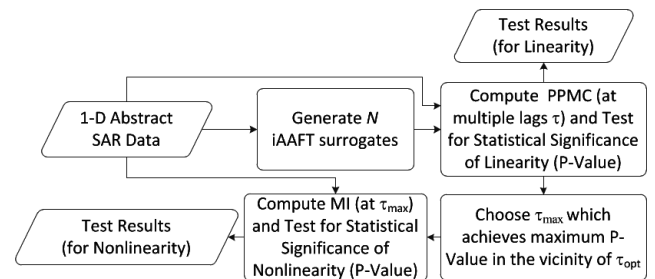 Test Results
(for Linearity)
1-D Abstract
SAR Data
Generate N
iAAFT surrogates
Compute PPMC (at
multiple lags τ) and Test
for Statistical Significance
of Linearity (P-Value)
Choose τmax which
achieves maximum P-
Value in the vicinity of τopt
Compute MI (at τmax)
and Test for Statistical
Significance of
Nonlinearity (P-Value)
Test Results
(for Nonlinearity)